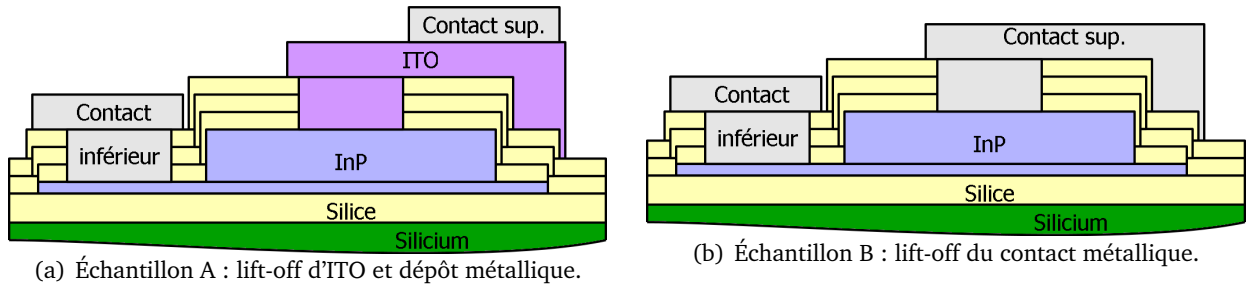 Contact sup.
ITO
Contact
inférieur
InP
Silice
Silicium
(a) Échantillon A : lift-off d'ITO et dépôt métallique.
Contact sup.
Contact
inférieur
InP
Silice
Silicium
(b) Échantillon B : lift-off du contact métallique.